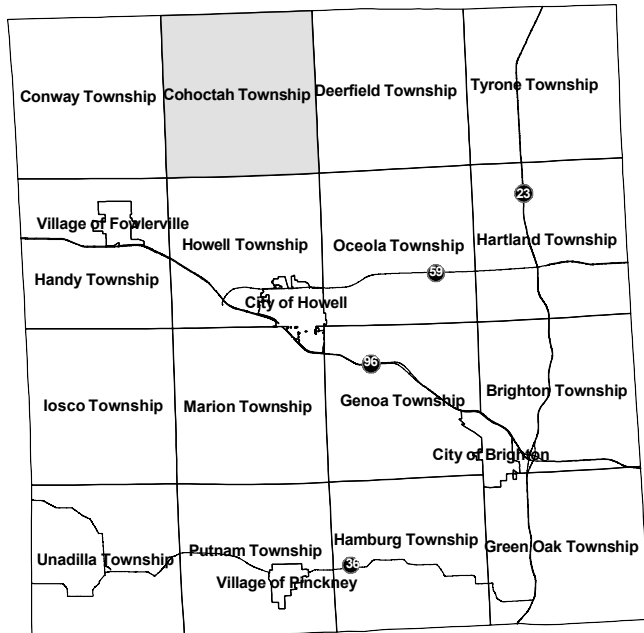 Conway Township
Cohoctah Township
Deerfield Township
Tyrone Township
23
Village of Fowlerville
Howell Township
Oceola Township
Hartland Township
Handy Township
59
City of Howell
96
Iosco Township
Marion Township
Genoa Township
Brighton Township
City of Brighton
Unadilla Township
Putnam Township
Hamburg Township
Green Oak Township
36
Village of Pinckney